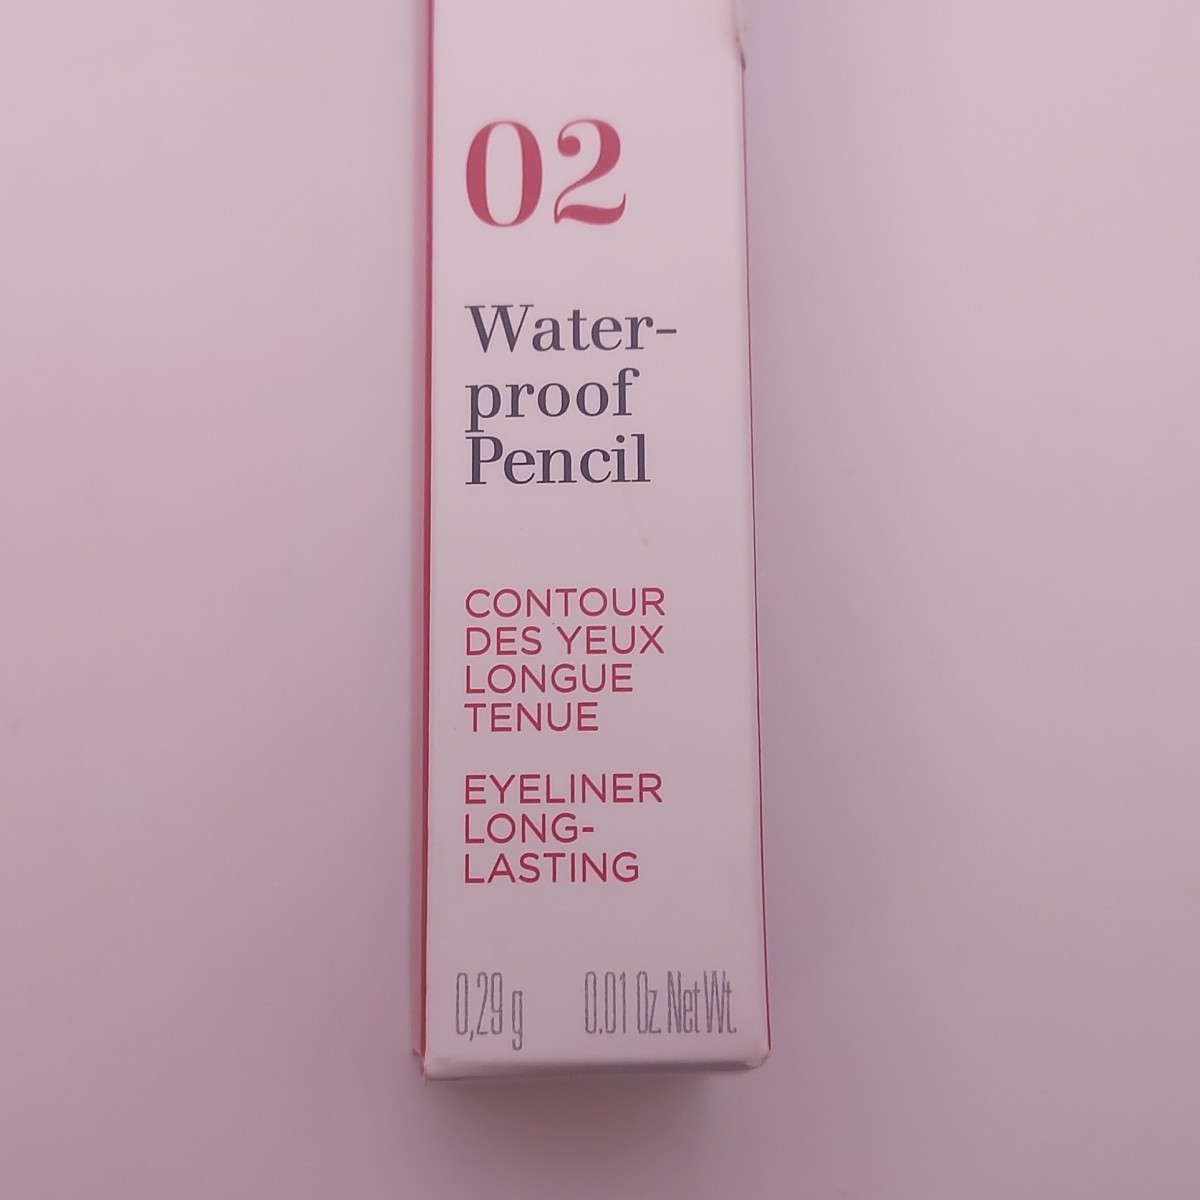 02
Water-
proof
Pencil
CONTOUR
DES YEUX
LONGUE
TENUE
EYELINER
LONG-
LASTING
0,29 g 0.01 Oz. Net Wt.